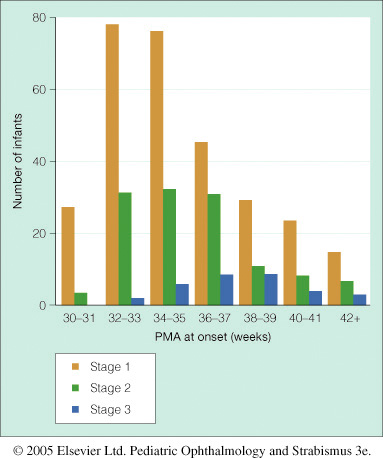 80
60
40
20
0
Number of infants
30–31 32–33 34–35 36–37 38–39 40–41 42+
PMA at onset (weeks)
Stage 1
Stage 2
Stage 3
© 2005 Elsevier Ltd. Pediatric Ophthalmology and Strabismus 3e.